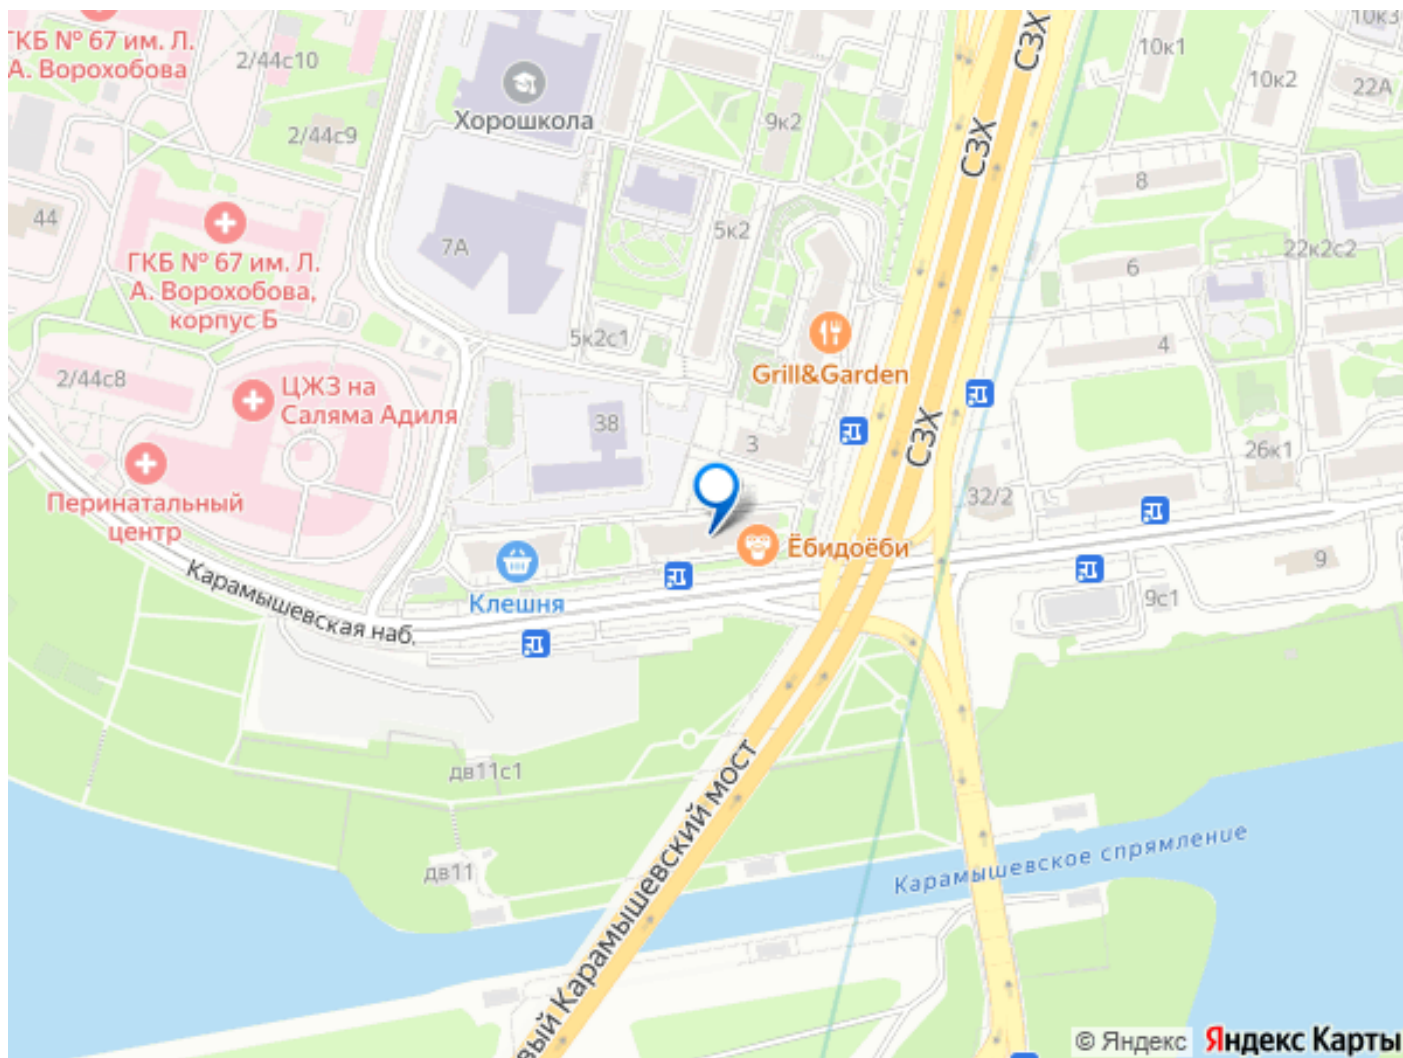 ГКБ № 67 им. Л.
А. Ворохобова
2/44с10
2/44с9
Хорошкола
9к2
СЗХ
СЗХ
10к1
10к2
10к3
22А
44
ГКБ № 67 им. Л.
А. Ворохобова,
корпус Б
7А
5к2
8
6
22к2с2
5к2с1
4
Grill&Garden
2/44с8
ЦЖЗ на
Саляма Адиля
38
3
СЗХ
26к1
32/2
Перинатальный
центр
Ёбидоёби
Клешня
9
9с1
Карамышевская наб.
дв11с1
дв11
вый Карамышевский мост
Карамышевское спрямление
© Яндекс
Яндекс Карты